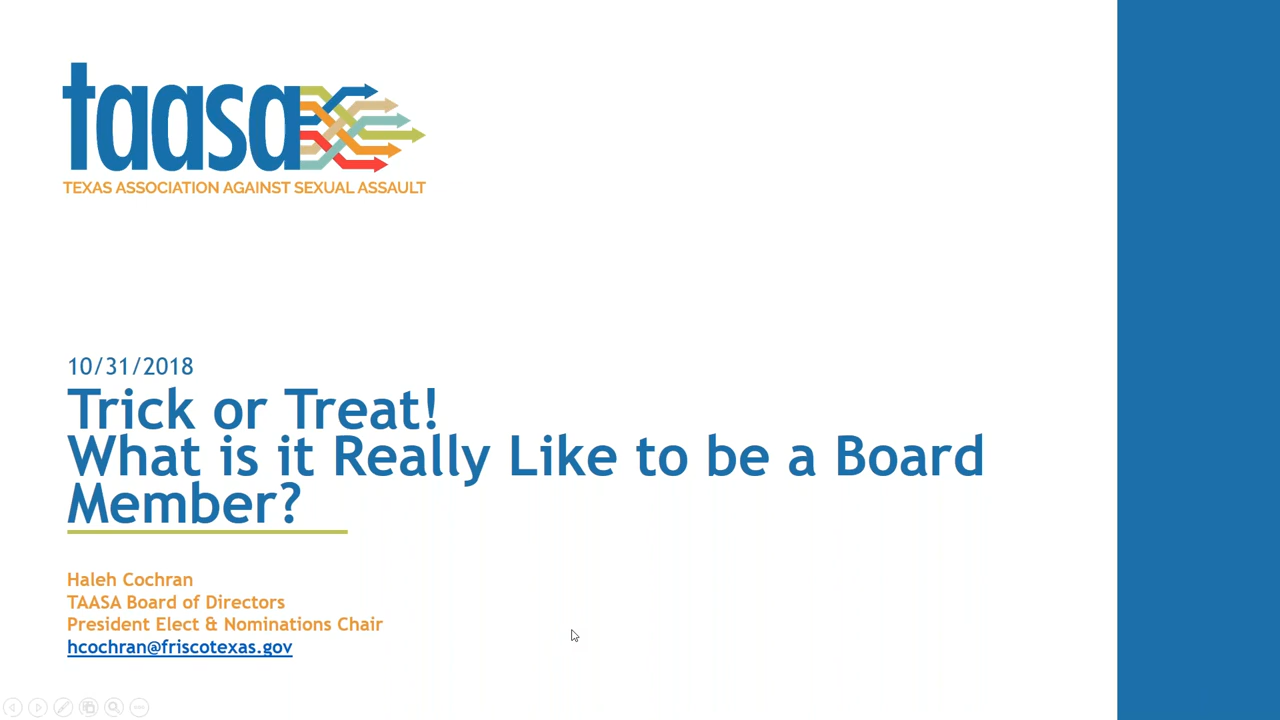 taasa
TEXAS ASSOCIATION AGAINST SEXUAL ASSAULT
10/31/2018
Trick or Treat!
What is it Really Like to be a Board
Member?
Haleh Cochran
TAASA Board of Directors
President Elect & Nominations Chair
hcochran@friscotexas.gov